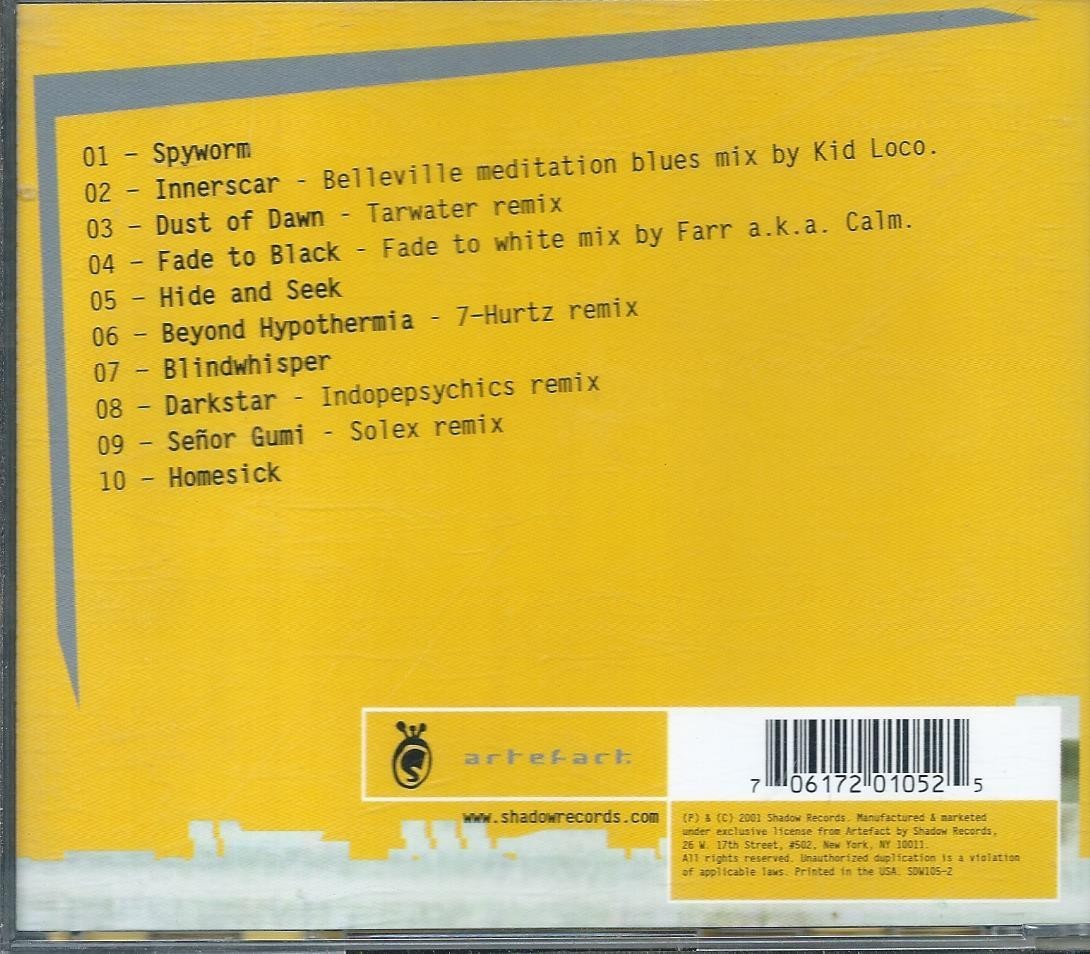 01 – Spyworm
02 – Innerscar - Belleville meditation blues mix by Kid Loco.
03 – Dust of Dawn - Tarwater remix
04 – Fade to Black - Fade to white mix by Farr a.k.a. Calm.
05 – Hide and Seek
06 – Beyond Hypothermia - 7-Hurtz remix
07 – Blindwhisper
08 – Darkstar - Indopepsychics remix
09 – Señor Gumi - Solex remix
10 – Homesick
artefact
7 06172 01052 5
www.shadowrecords.com
(P) & (C) 2001 Shadow Records. Manufactured & marketed
under exclusive license from Artefact by Shadow Records,
26 W. 17th Street, #502, New York, NY 10011.
All rights reserved. Unauthorized duplication is a violation
of applicable laws. Printed in the USA. SDW105-2